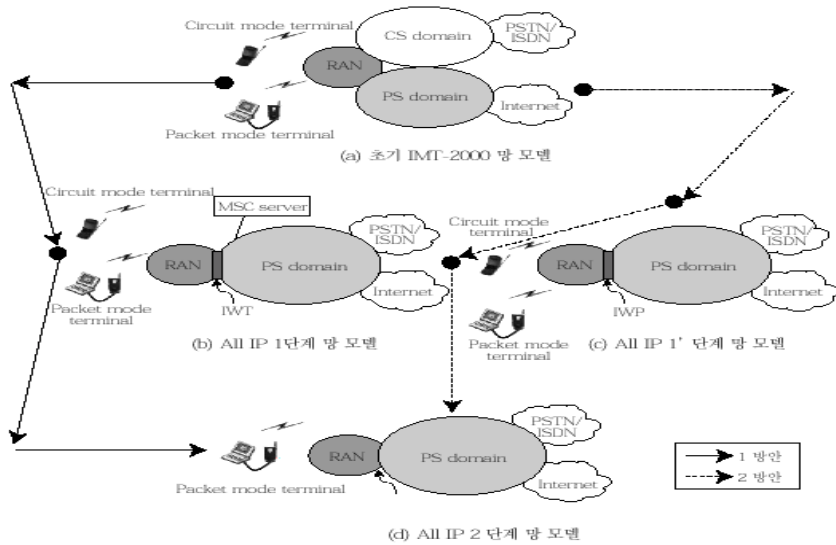 Circuit mode terminal
CS domain
PSTN/
ISDN
RAN
PS domain
Internet
Packet mode terminal
(a) 초기 IMT-2000 망 모델
Circuit mode terminal
MSC server
PSTN/
ISDN
RAN
PS domain
Internet
Packet mode
terminal
IWT
(b) All IP 1단계 망 모델
Circuit mode
terminal
PSTN/
ISDN
RAN
PS domain
Internet
Packet mode
terminal
IWP
(c) All IP 1' 단계 망 모델
PSTN/
ISDN
RAN
PS domain
Internet
Packet mode terminal
1 방안
2 방안
(d) All IP 2 단계 망 모델